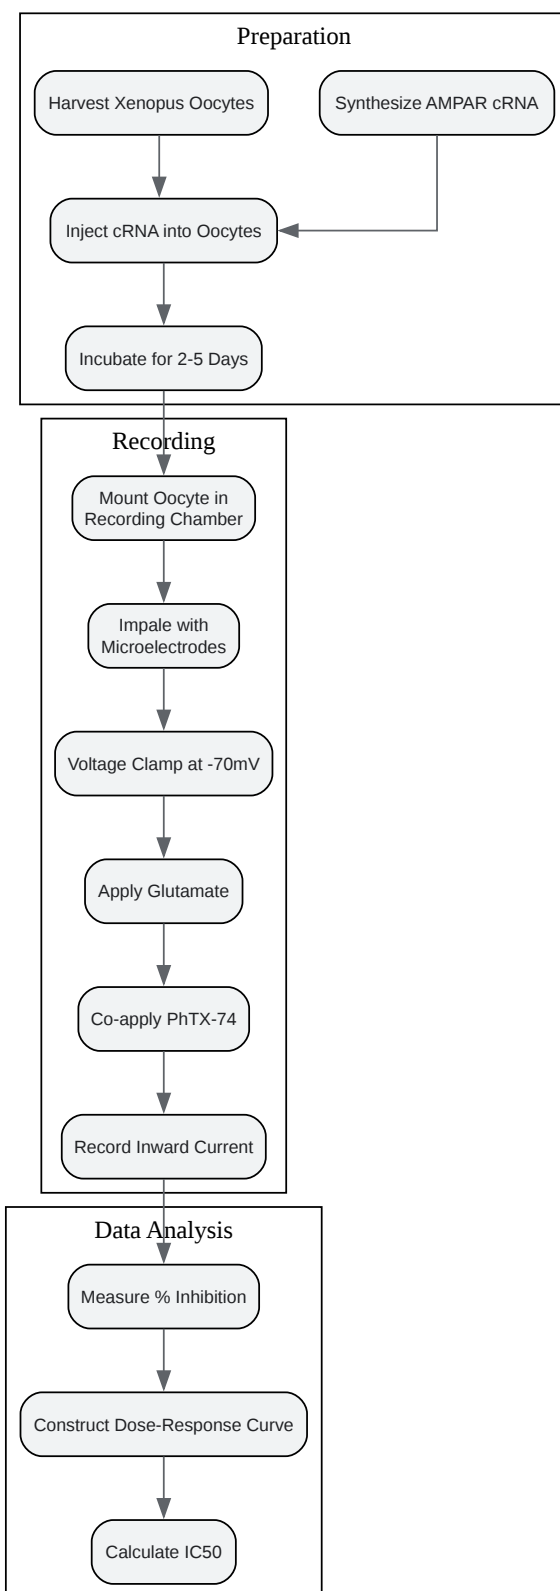 Preparation
Harvest Xenopus Oocytes
Synthesize AMPAR cRNA
Inject cRNA into Oocytes
Incubate for 2-5 Days
Recording
Mount Oocyte in
Recording Chamber
Impale with
Microelectrodes
Voltage Clamp at -70mV
Apply Glutamate
Co-apply PhTX-74
Record Inward Current
Data Analysis
Measure % Inhibition
Construct Dose-Response Curve
Calculate IC50